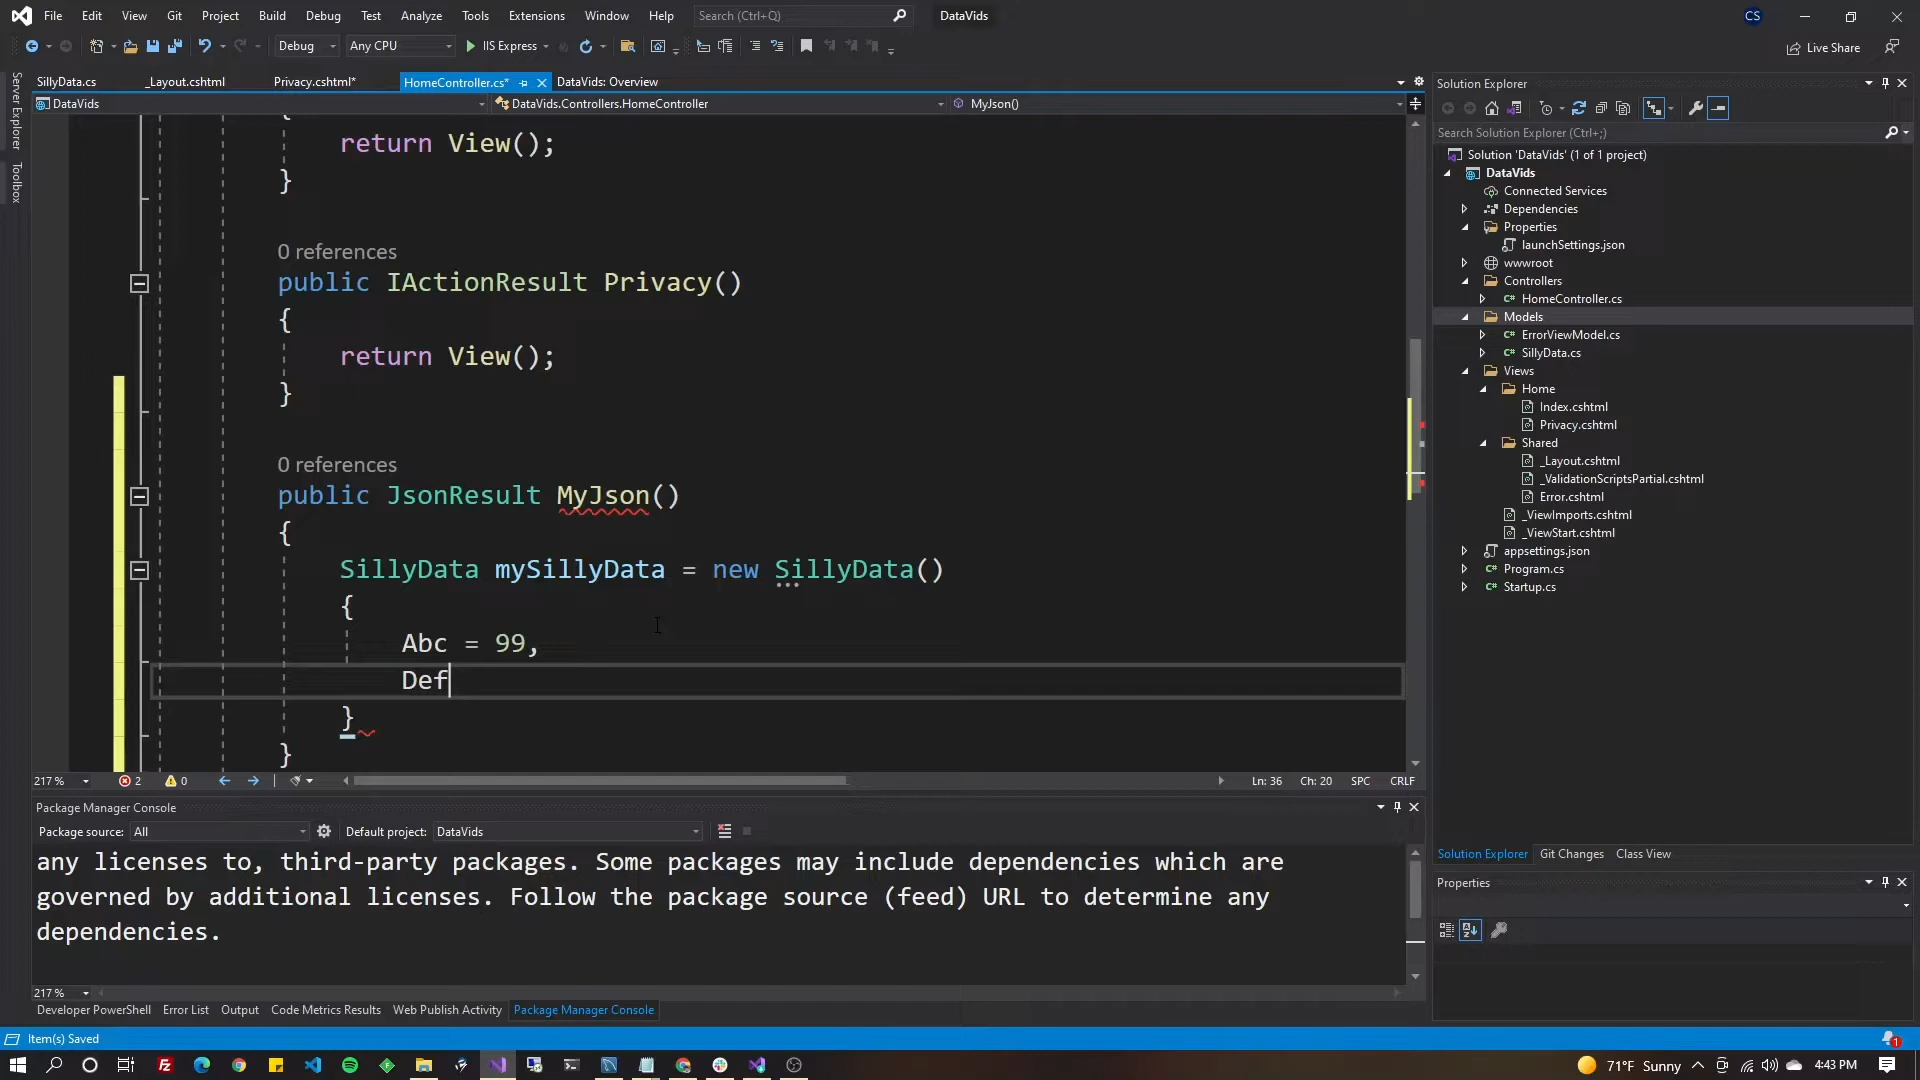 File Edit View Git Project Build Debug Test Analyze Tools Extensions Window Help Search (Ctrl+Q) DataVids CS
Debug Any CPU IIS Express Live Share
SillyData.cs _Layout.cshtml Privacy.cshtml* HomeController.cs* DataVids: Overview
DataVids DataVids.Controllers.HomeController MyJson()
Server Explorer
Toolbox
{
return View();
}
0 references
public IActionResult Privacy()
{
return View();
}
0 references
public JsonResult MyJson()
{
SillyData mySillyData = new SillyData()
{
Abc = 99,
Def
}
}
217 % 2 0 Ln: 36 Ch: 20 SPC CRLF
Package Manager Console
Package source: All Default project: DataVids
any licenses to, third-party packages. Some packages may include dependencies which are
governed by additional licenses. Follow the package source (feed) URL to determine any
dependencies.
217 %
Developer PowerShell Error List Output Code Metrics Results Web Publish Activity Package Manager Console
Solution Explorer
Search Solution Explorer (Ctrl+;)
Solution 'DataVids' (1 of 1 project)
DataVids
Connected Services
Dependencies
Properties
launchSettings.json
wwwroot
Controllers
C# HomeController.cs
Models
C# ErrorViewModel.cs
C# SillyData.cs
Views
Home
Index.cshtml
Privacy.cshtml
Shared
_Layout.cshtml
_ValidationScriptsPartial.cshtml
Error.cshtml
_ViewImports.cshtml
_ViewStart.cshtml
appsettings.json
C# Program.cs
C# Startup.cs
Solution Explorer Git Changes Class View
Properties
Item(s) Saved 1
71°F Sunny 4:43 PM